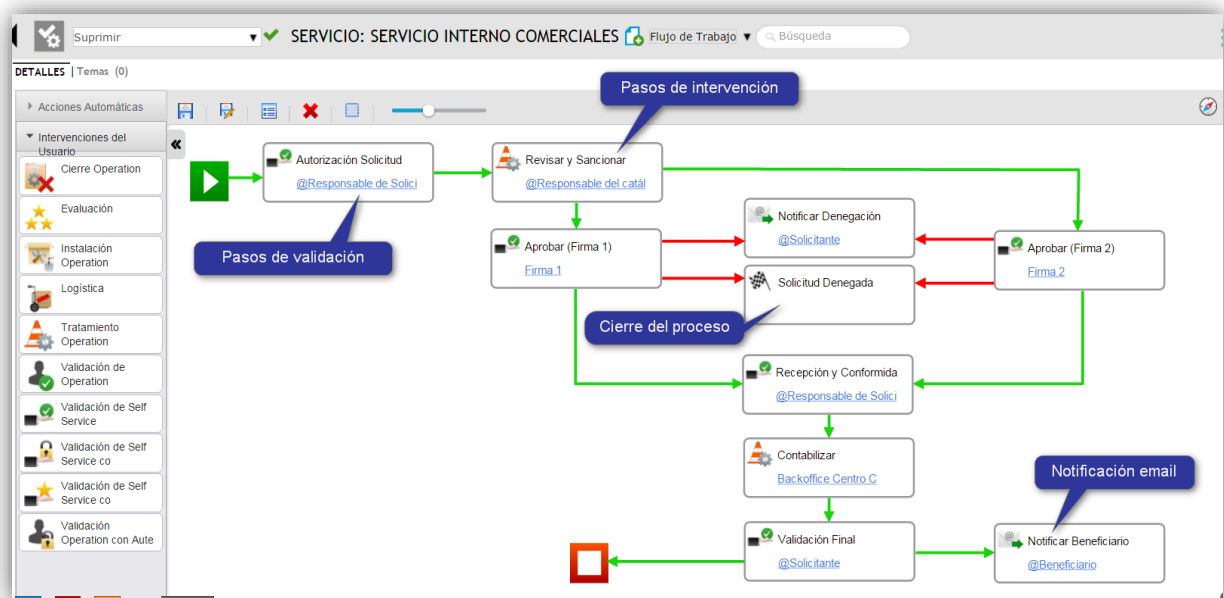 Suprimir
SERVICIO: SERVICIO INTERNO COMERCIALES
Flujo de Trabajo
Búsqueda
DETALLES | Temas (0)
Acciones Automáticas
Intervenciones del
Usuario
Cierre Operation
Evaluación
Instalación
Operation
Logística
Tratamiento
Operation
Validación de
Operation
Validación de Self
Service
Validación de Self
Service co
Validación de Self
Service co
Validación
Operation con Aute
Pasos de intervención
Autorización Solicitud
@Responsable de Solici
Revisar y Sancionar
@Responsable del catál
Pasos de validación
Notificar Denegación
@Solicitante
Aprobar (Firma 1)
Firma 1
Aprobar (Firma 2)
Firma 2
Solicitud Denegada
Cierre del proceso
Recepción y Conformida
@Responsable de Solici
Contabilizar
Backoffice Centro C
Notificación email
Validación Final
@Solicitante
Notificar Beneficiario
@Beneficiario